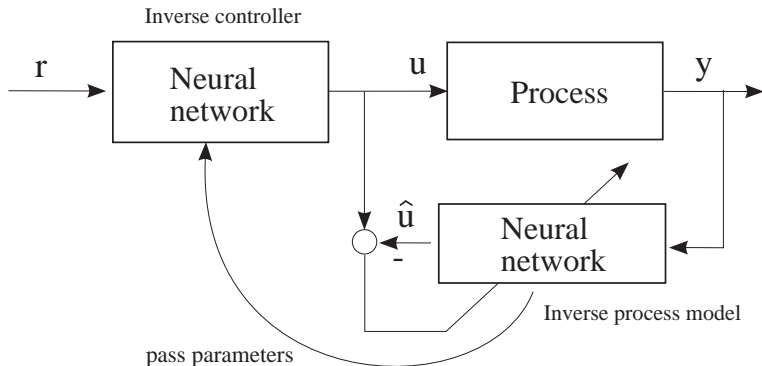 Inverse controller
r
Neural
network
u
Process
y
û
-
Neural
network
Inverse process model
pass parameters